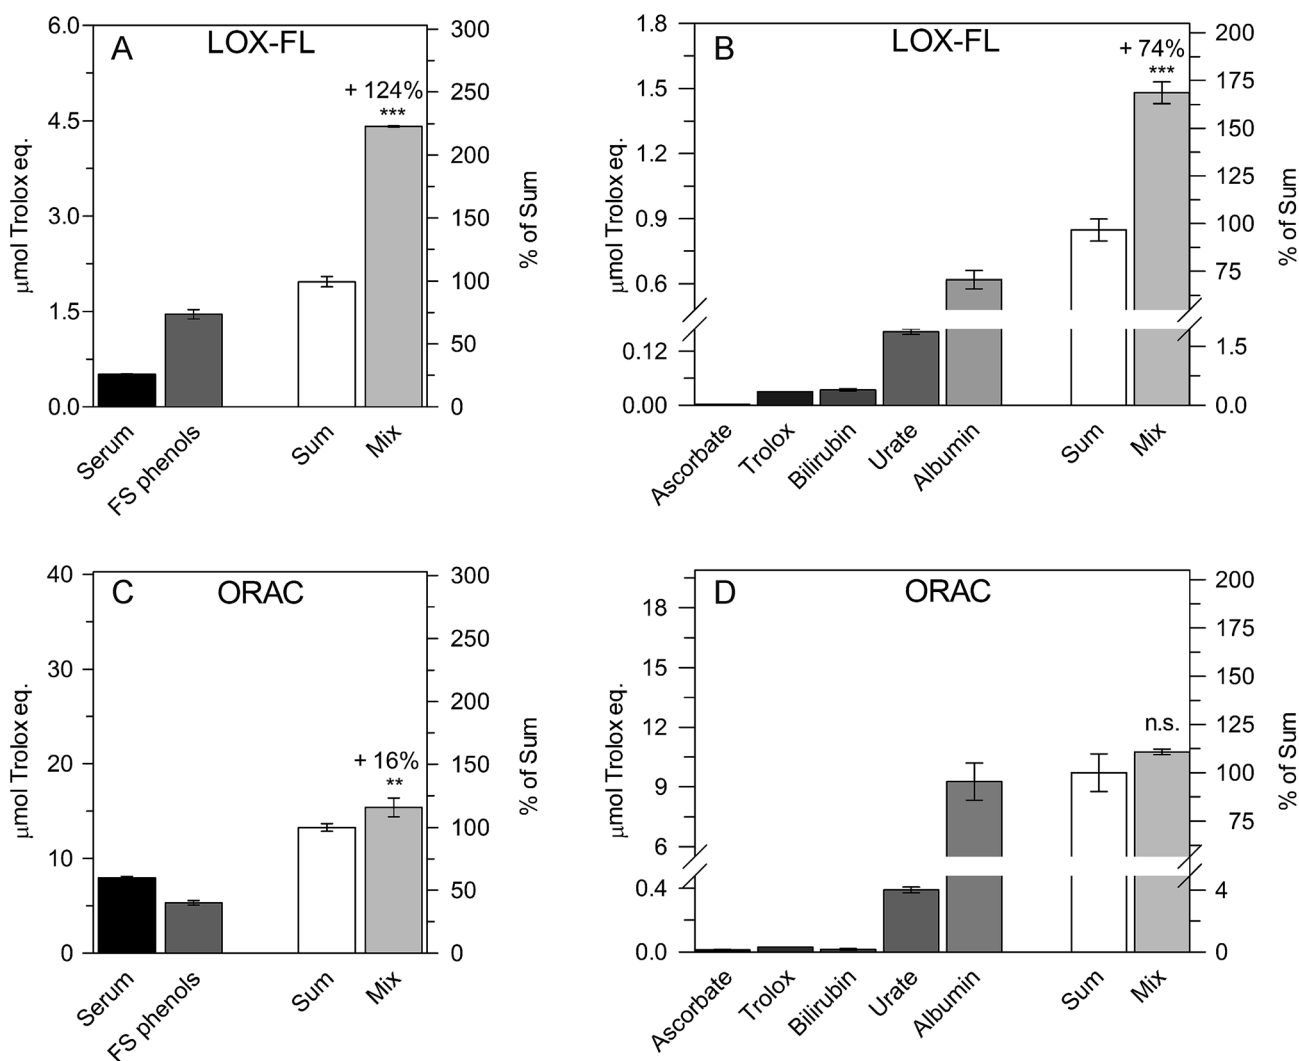 A
LOX-FL
+ 124%
***
6.0
4.5
3.0
1.5
0.0
µmol Trolox eq.
300
250
200
150
100
50
0
% of Sum
Serum
FS phenols
Sum
Mix
B
LOX-FL
+ 74%
***
1.8
1.5
1.2
0.9
0.6
0.12
0.00
µmol Trolox eq.
200
175
150
125
100
75
1.5
0.0
% of Sum
Ascorbate
Trolox
Bilirubin
Urate
Albumin
Sum
Mix
C
ORAC
+ 16%
**
40
30
20
10
0
µmol Trolox eq.
300
250
200
150
100
50
0
% of Sum
Serum
FS phenols
Sum
Mix
D
ORAC
n.s.
18
15
12
9
6
0.4
0.0
µmol Trolox eq.
200
175
150
125
100
75
4
0
% of Sum
Ascorbate
Trolox
Bilirubin
Urate
Albumin
Sum
Mix